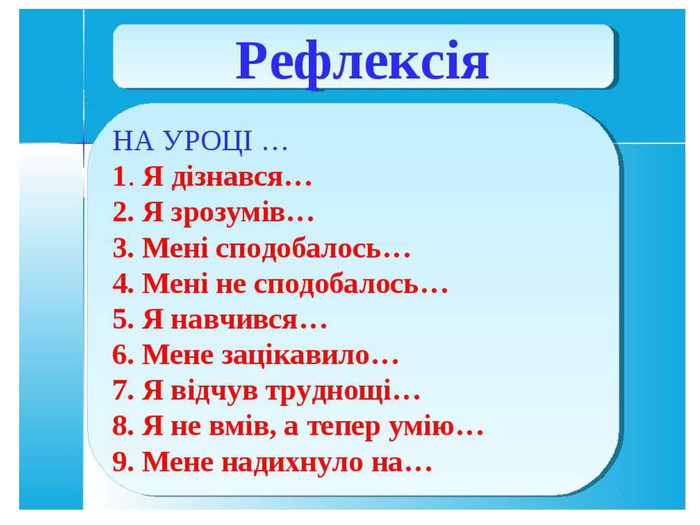 Рефлексія
НА УРОЦІ …
1. Я дізнався…
2. Я зрозумів…
3. Мені сподобалось…
4. Мені не сподобалось…
5. Я навчився…
6. Мене зацікавило…
7. Я відчув труднощі…
8. Я не вмів, а тепер умію…
9. Мене надихнуло на…